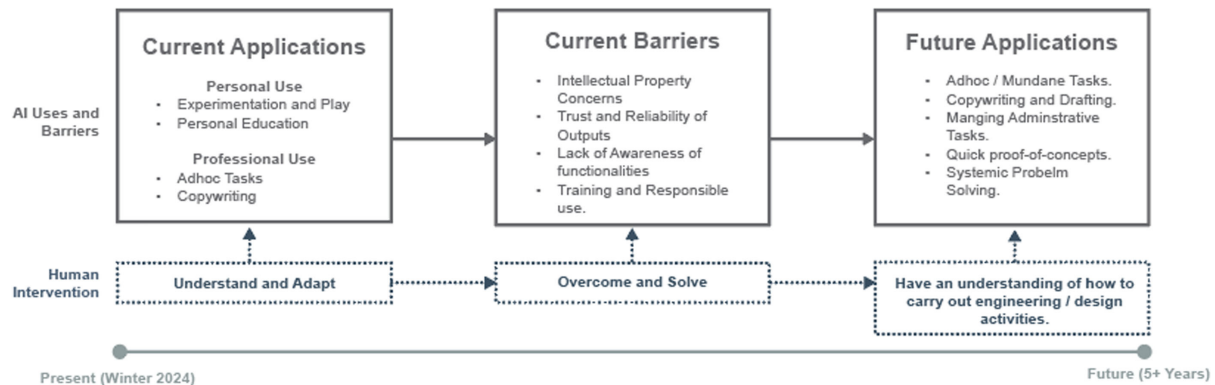 AI Uses and
Barriers
Current Applications
Personal Use
• Experimentation and Play
• Personal Education
Professional Use
• Adhoc Tasks
• Copywriting
Current Barriers
• Intellectual Property
Concerns
• Trust and Reliability of
Outputs
• Lack of Awareness of
functionalities
• Training and Responsible
use.
Future Applications
• Adhoc / Mundane Tasks.
• Copywriting and Drafting.
• Manging Adminstrative
Tasks.
• Quick proof-of-concepts.
• Systemic Probelm
Solving.
Human
Intervention
Understand and Adapt
Overcome and Solve
Have an understanding of how to
carry out engineering / design
activities.
Present (Winter 2024)
Future (5+ Years)